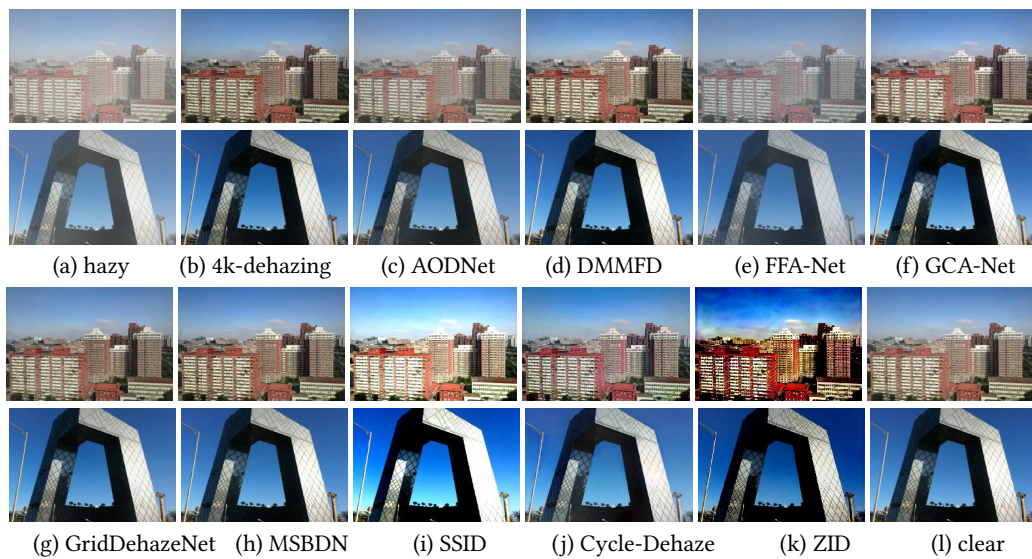 (a) hazy (b) 4k-dehazing (c) AODNet (d) DMMFD (e) FFA-Net (f) GCA-Net
(g) GridDehazeNet (h) MSBDN (i) SSID (j) Cycle-Dehaze (k) ZID (l) clear